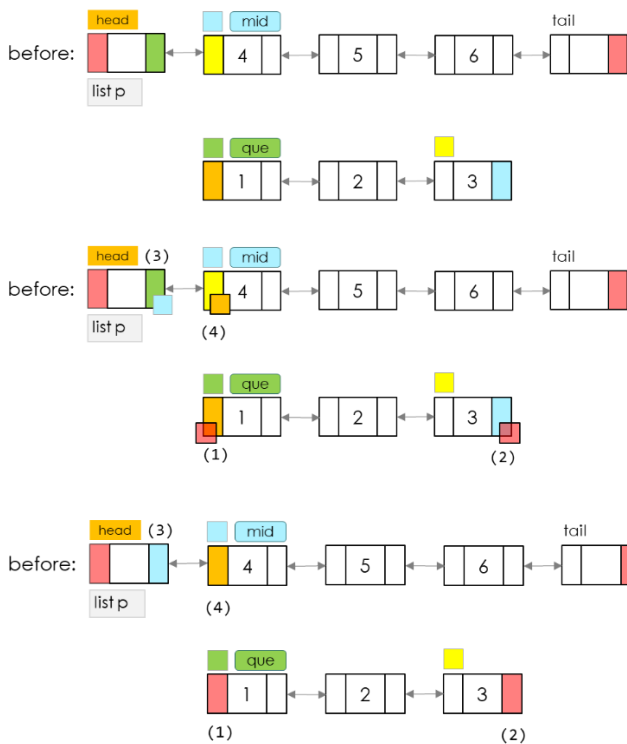 head mid tail
before: 4 5 6
list p
que
1 2 3
head (3) mid tail
before: 4 5 6
list p (4)
que
1 2 3
(1) (2)
head (3) mid tail
before: 4 5 6
list p (4)
que
1 2 3
(1) (2)